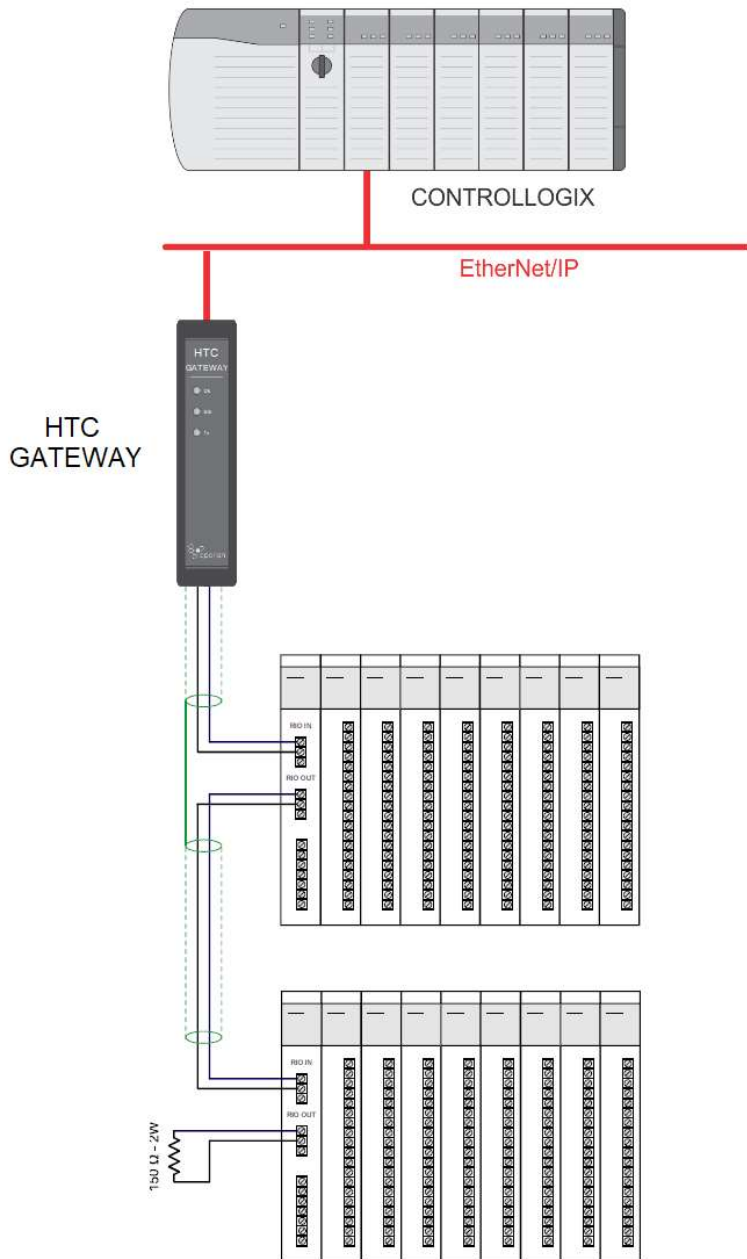 CONTROLLOGIX
EtherNet/IP
HTC
GATEWAY
HTC
GATEWAY
RIO IN
RIO OUT
RIO IN
RIO OUT
150 Ω - 2W